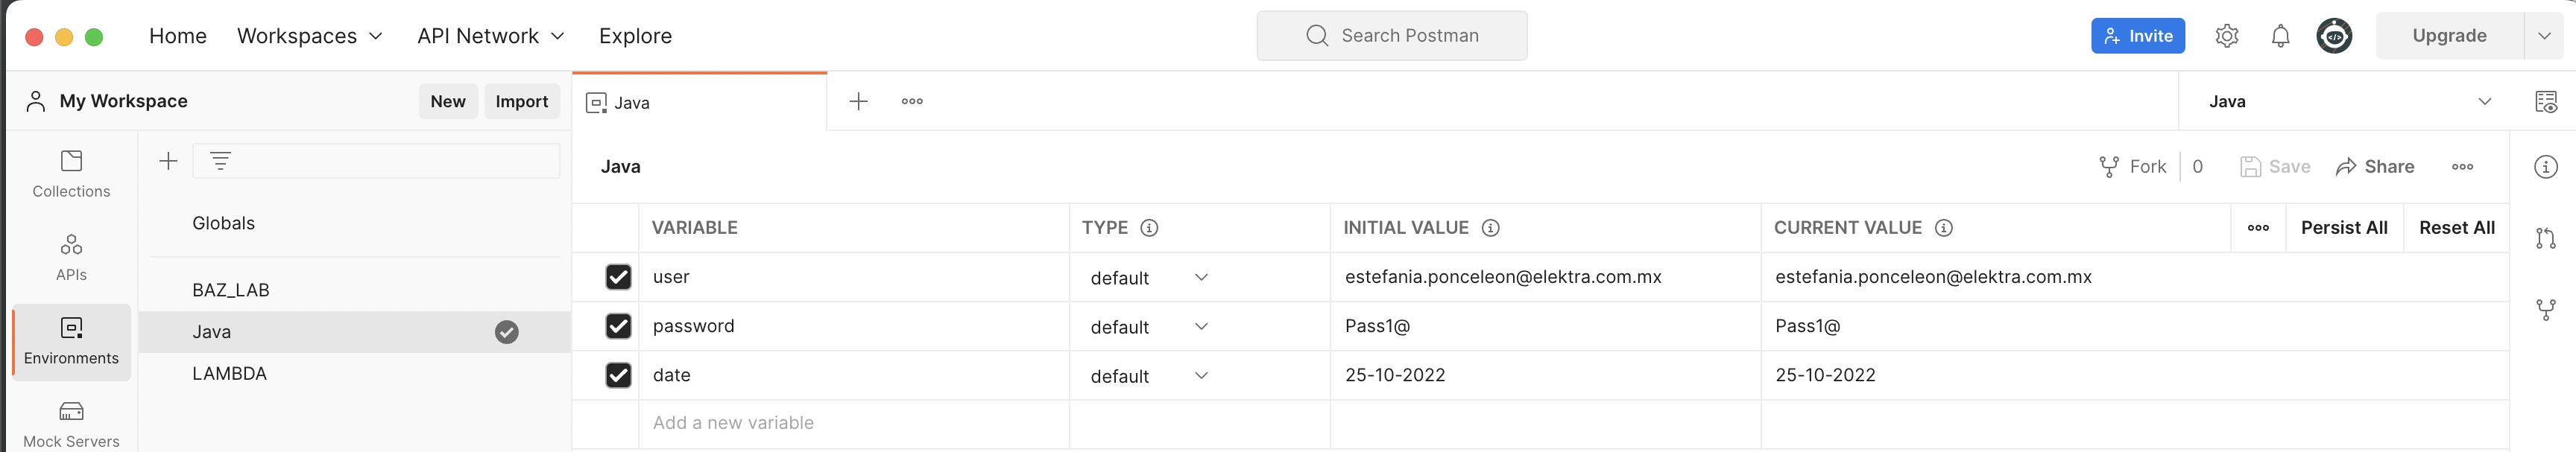 Home Workspaces API Network Explore Search Postman Invite Upgrade
My Workspace New Import Java Java
Collections
Globals
APIs
BAZ_LAB
Java
Environments
LAMBDA
Mock Servers
Java Fork 0 Save Share
VARIABLE TYPE INITIAL VALUE CURRENT VALUE Persist All Reset All
user default estefania.ponceleon@elektra.com.mx estefania.ponceleon@elektra.com.mx
password default Pass1@ Pass1@
date default 25-10-2022 25-10-2022
Add a new variable